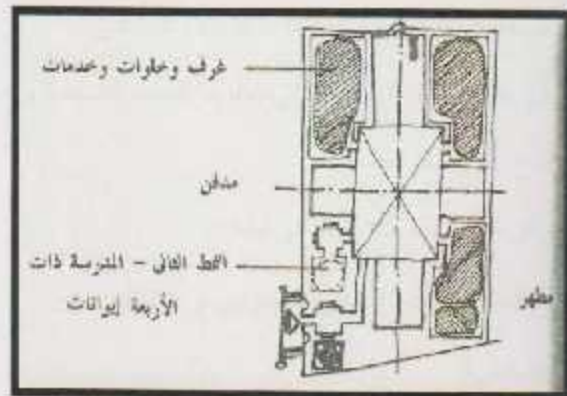 غرف وخلوات وخدمات
مدفن
النمط الثاني - المدرسة ذات
الأربعة إيوانات
مطهر